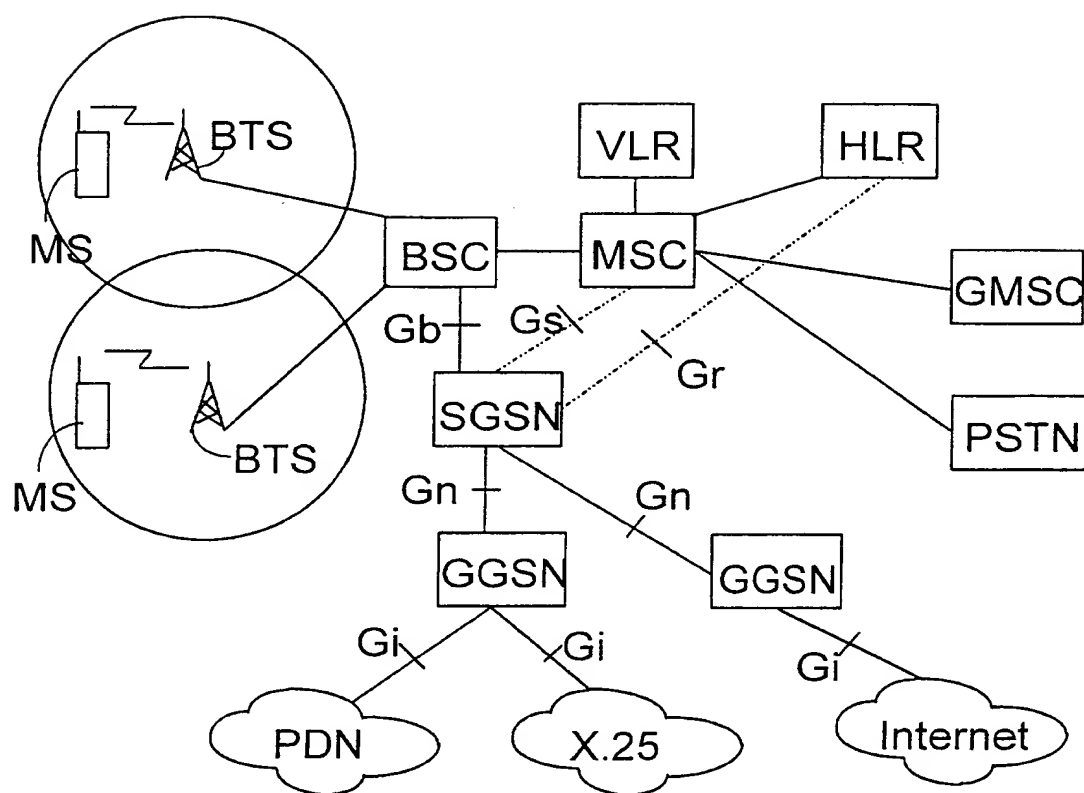 BTS
VLR
HLR
MS
BSC
MSC
GMSC
Gb
Gs
Gr
SGSN
PSTN
BTS
MS
Gn
Gn
GGSN
GGSN
Gi
Gi
Gi
PDN
X.25
Internet